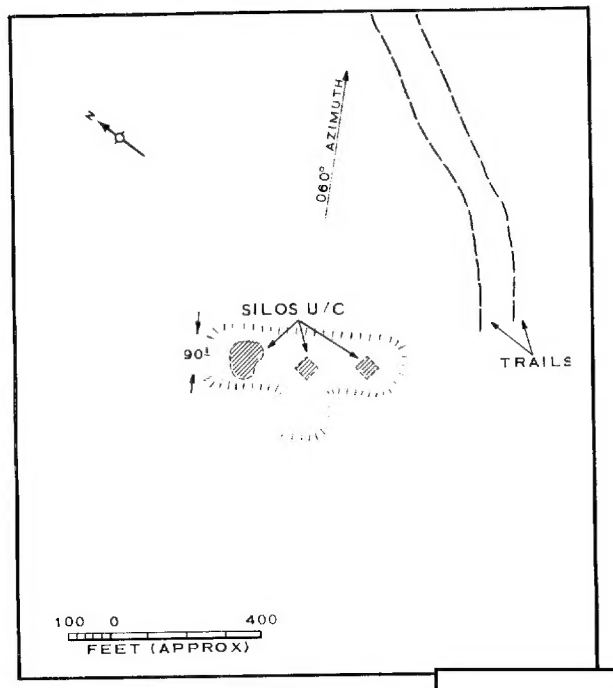 N
060° AZIMUTH
SILOS U/C
90±
TRAILS
100 0 400
FEET (APPROX)